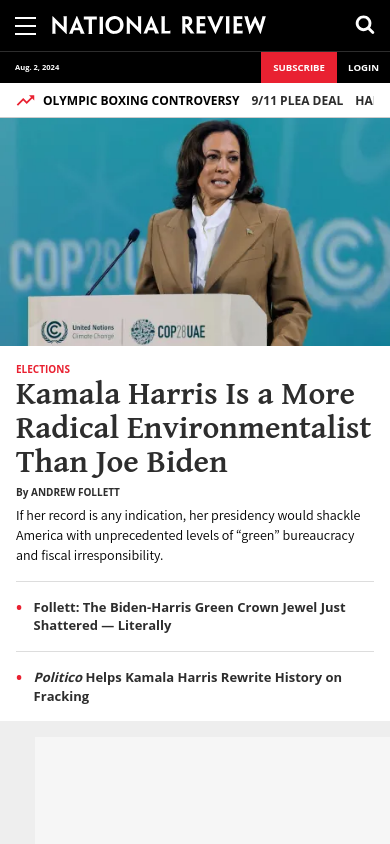 NATIONAL REVIEW
Aug. 2, 2024
SUBSCRIBE
LOGIN
OLYMPIC BOXING CONTROVERSY 9/11 PLEA DEAL HA
COP28U
United Nations
Climate Change
COP28UAE
ELECTIONS
Kamala Harris Is a More
Radical Environmentalist
Than Joe Biden
By ANDREW FOLLETT
If her record is any indication, her presidency would shackle
America with unprecedented levels of “green” bureaucracy
and fiscal irresponsibility.
Follett: The Biden-Harris Green Crown Jewel Just
Shattered — Literally
Politico Helps Kamala Harris Rewrite History on
Fracking